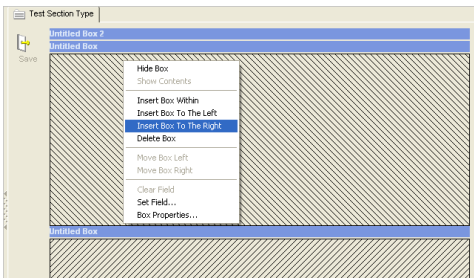 Test Section Type
Untitled Box 2
Untitled Box
Save
Hide Box
Show Contents
Insert Box Within
Insert Box To The Left
Insert Box To The Right
Delete Box
Move Box Left
Move Box Right
Clear Field
Set Field...
Box Properties...
Untitled Box